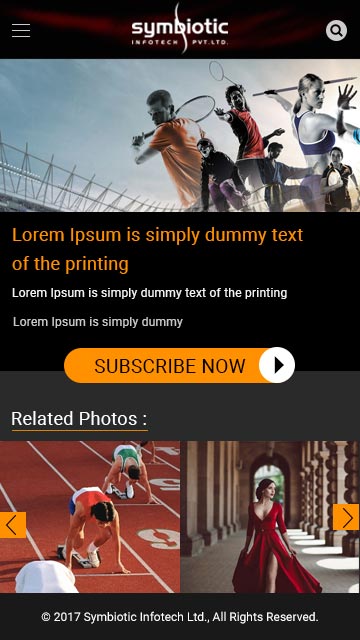 symbiotic
INFOTECH PVT.LTD.
Lorem Ipsum is simply dummy text
of the printing
Lorem Ipsum is simply dummy text of the printing
Lorem Ipsum is simply dummy
SUBSCRIBE NOW
Related Photos :
© 2017 Symbiotic Infotech Ltd., All Rights Reserved.